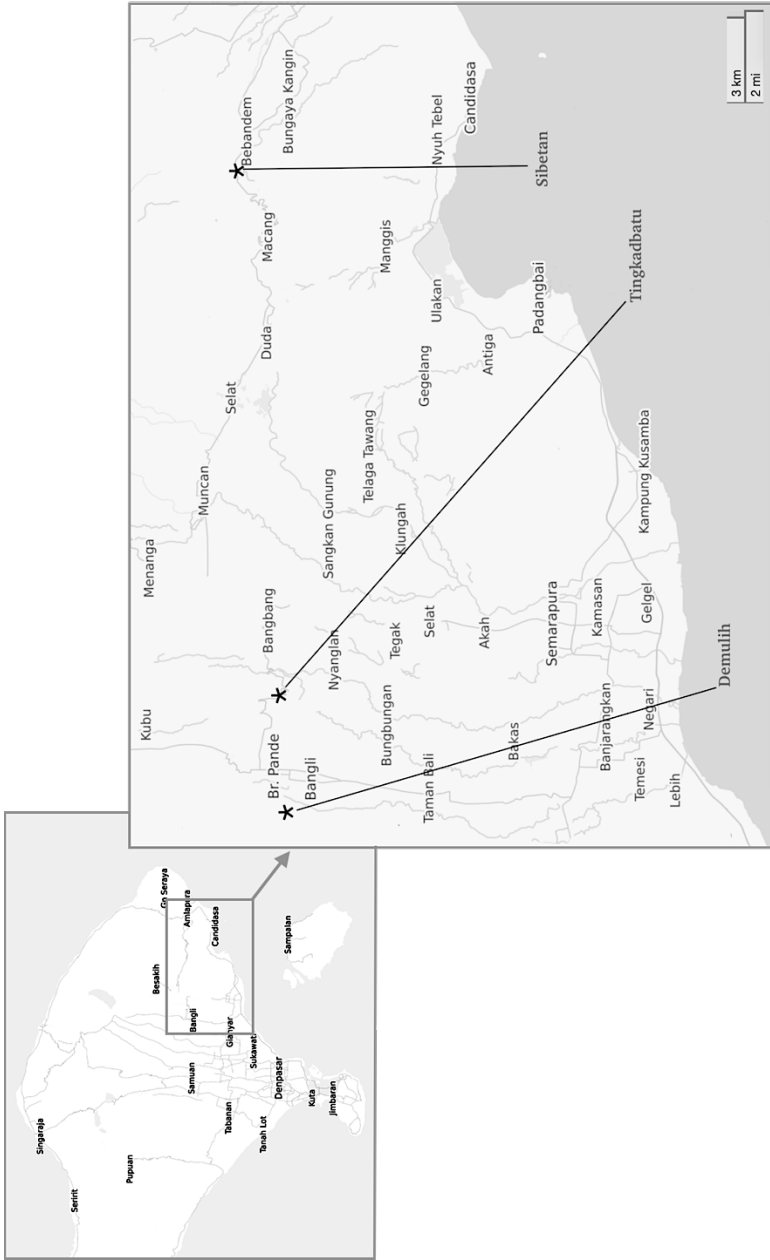 Singaraja
Seririt
Pupuan
Besakih
Gn Seraya
Amlapura
Samuan
Bangli
Candidasa
Tabanan
Gianyar
Sukawati
Tanah Lot
Denpasar
Sampalan
Kuta
Jimbaran
Kubu
Menanga
Muncan
Selat
Bebandem
Bangbang
Duda
Macang
Br. Pande
Bungaya Kangin
Bangli
Nyanglan
Sangkan Gunung
Telaga Tawang
Bungbungan
Tegak
Klungah
Manggis
Taman Bali
Selat
Gegelang
Ulakan
Nyuh Tebel
Candidasa
Akah
Antiga
Bakas
Semarapura
Padangbai
Sibetan
Banjarangkan
Kamasan
Temesi
Negari
Gelgel
Kampung Kusamba
Tingkadbatu
Lebih
Demulih
3 km
2 mi